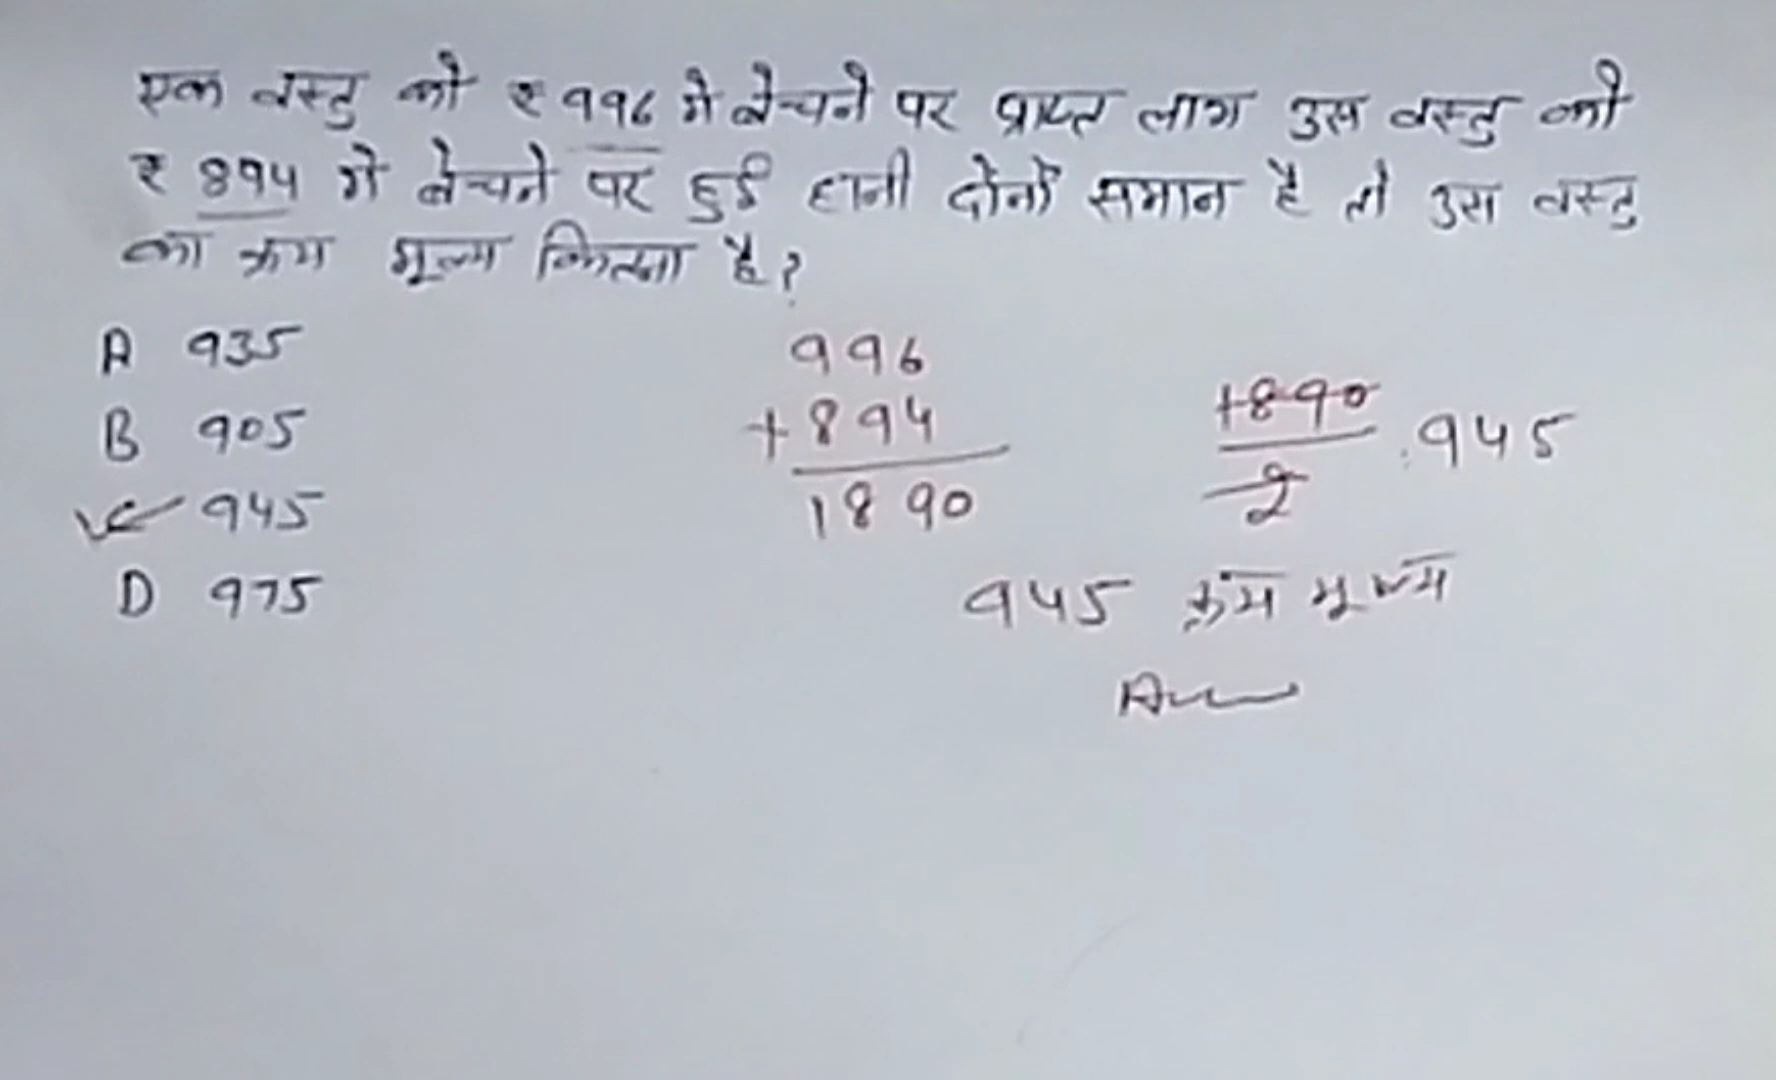 एक वस्तु को ₹ 996 मे बेचने पर प्राप्त लाभ उस वस्तु को
₹ 894 मे बेचने पर हुई हानी दोनों समान है तो उस वस्तु
का क्रय मूल्य कितना है?
A 935
B 905
C 945
D 975
996
+894
1890
1890
2
945
945 क्रय मूल्य
Ans